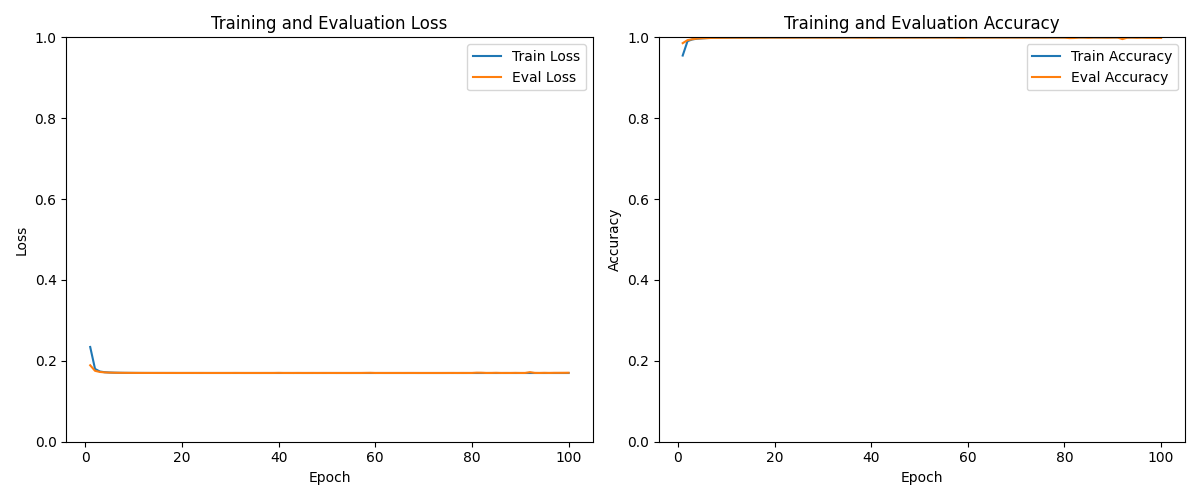 Training and Evaluation Loss
1.0
0.8
0.6
0.4
0.2
0.0
Loss
Train Loss
Eval Loss
0 20 40 60 80 100
Epoch
Training and Evaluation Accuracy
1.0
0.8
0.6
0.4
0.2
0.0
Accuracy
Train Accuracy
Eval Accuracy
0 20 40 60 80 100
Epoch